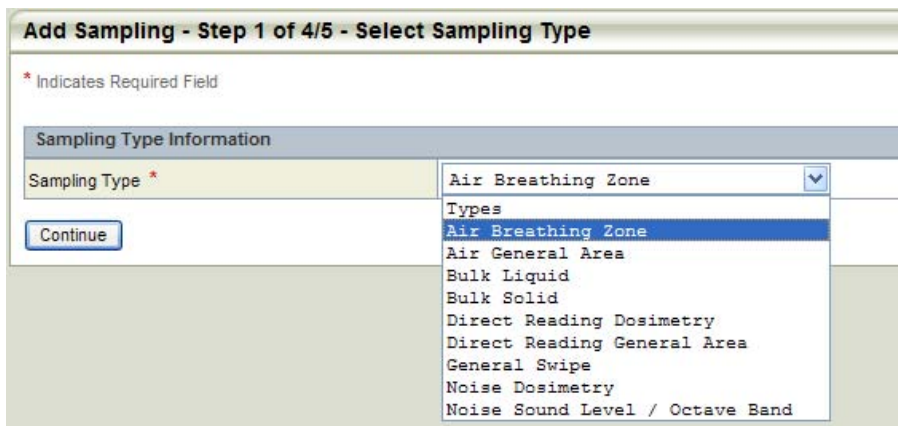 Add Sampling - Step 1 of 4/5 - Select Sampling Type
* Indicates Required Field
Sampling Type Information
Sampling Type * Air Breathing Zone
Types
Air Breathing Zone
Air General Area
Bulk Liquid
Bulk Solid
Direct Reading Dosimetry
Direct Reading General Area
General Swipe
Noise Dosimetry
Noise Sound Level / Octave Band
Continue